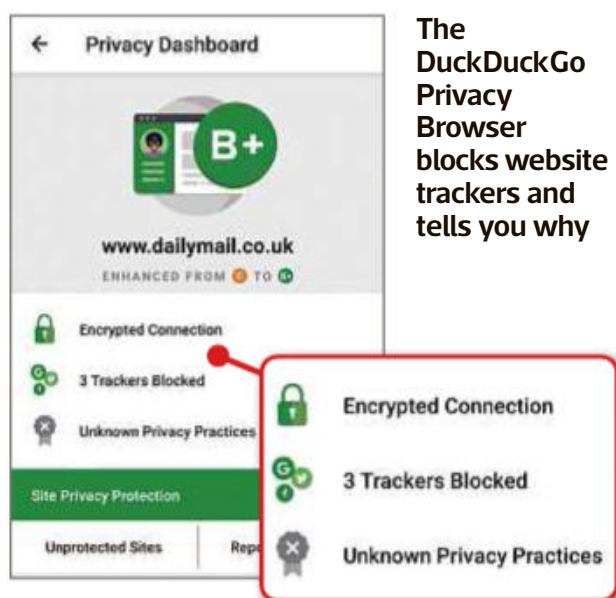 Privacy Dashboard
B+
www.dailymail.co.uk
ENHANCED FROM TO B+
Encrypted Connection
3 Trackers Blocked
Unknown Privacy Practices
Site Privacy Protection
Unprotected Sites
The
DuckDuckGo
Privacy
Browser
blocks website
trackers and
tells you why
Encrypted Connection
3 Trackers Blocked
Unknown Privacy Practices